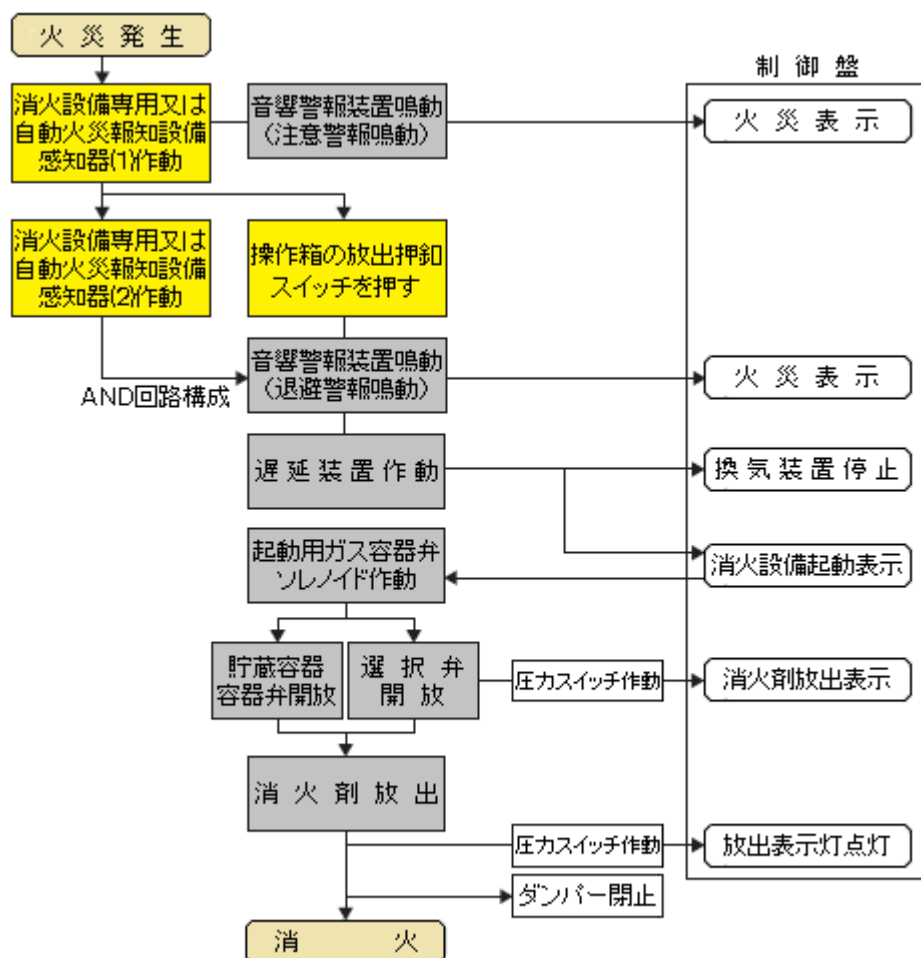 火災発生
制御盤
消火設備専用又は
自動火災報知設備
感知器(1)作動
音響警報装置鳴動
(注意警報鳴動)
火災表示
消火設備専用又は
自動火災報知設備
感知器(2)作動
操作箱の放出押釦
スイッチを押す
音響警報装置鳴動
(退避警報鳴動)
火災表示
AND回路構成
遅延装置作動
換気装置停止
起動用ガス容器弁
ソレノイド作動
消火設備起動表示
貯蔵容器
容器弁開放
選択弁
開放
圧力スイッチ作動
消火剤放出表示
消火剤放出
圧力スイッチ作動
放出表示灯点灯
ダンパー閉止
消火